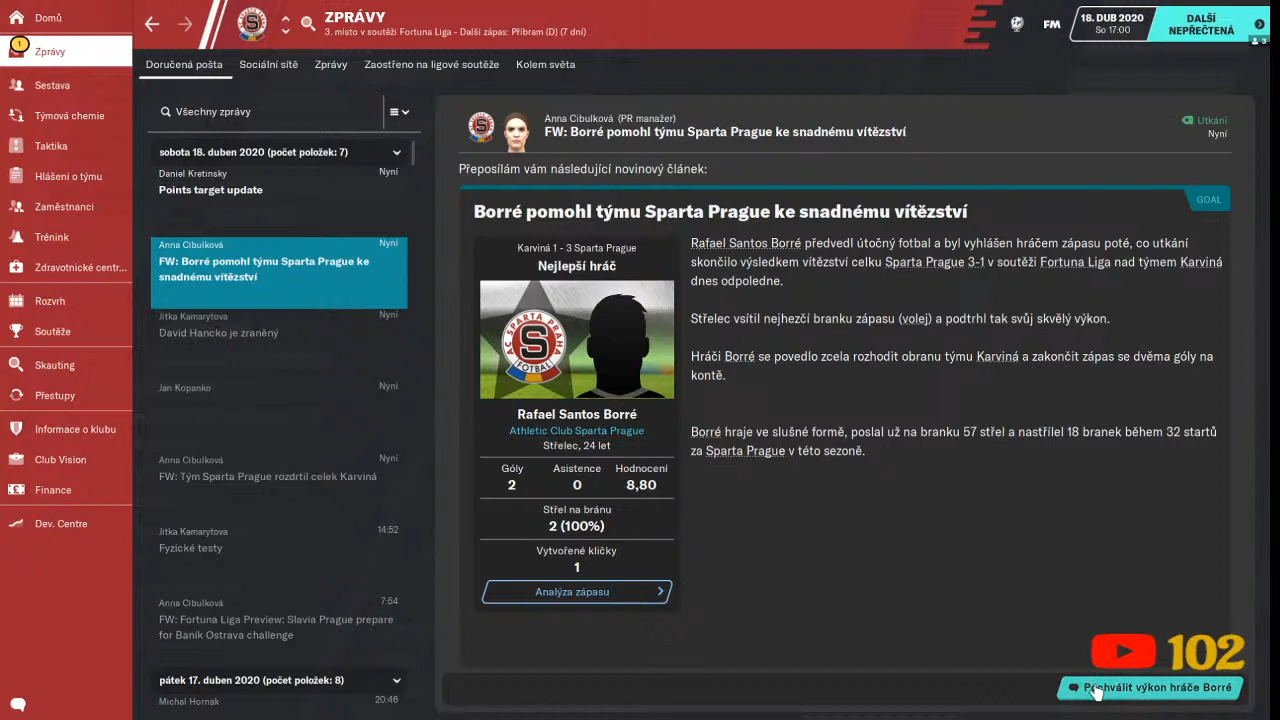 Domů
1
Zprávy
Sestava
Týmová chemie
Taktika
Hlášení o týmu
Zaměstnanci
Trénink
Zdravotnické centr...
Rozvrh
Soutěže
Skauting
Přestupy
Informace o klubu
Club Vision
Finance
Dev. Centre
ZPRÁVY
3. místo v soutěži Fortuna Liga - Další zápas: Příbram (D) (7 dní)
FM
18. DUB 2020
So 17:00
DALŠÍ
NEPŘEČTENÁ
3
Doručená pošta
Sociální sítě
Zprávy
Zaostřeno na ligové soutěže
Kolem světa
Všechny zprávy
sobota 18. duben 2020 (počet položek: 7)
Daniel Kretinsky
Nyní
Points target update
Anna Cibulková
Nyní
FW: Borré pomohl týmu Sparta Prague ke
snadnému vítězství
Jitka Kamarytova
Nyní
David Hancko je zraněný
Jan Kopanko
Nyní
Anna Cibulková
Nyní
FW: Tým Sparta Prague rozdrtil celek Karviná
Jitka Kamarytova
14:52
Fyzické testy
Anna Cibulková
7:54
FW: Fortuna Liga Preview: Slavia Prague prepare
for Baník Ostrava challenge
pátek 17. duben 2020 (počet položek: 8)
Michal Hornak
20:46
Anna Cibulková (PR manažer)
FW: Borré pomohl týmu Sparta Prague ke snadnému vítězství
Utkání
Nyní
Přeposílám vám následující novinový článek:
GOAL
Borré pomohl týmu Sparta Prague ke snadnému vítězství
Karviná 1 - 3 Sparta Prague
Nejlepší hráč
AC SPARTA PRAHA
S
FOTBAL
Rafael Santos Borré
Athletic Club Sparta Prague
Střelec, 24 let
Góly Asistence Hodnocení
2 0 8,80
Střel na bránu
2 (100%)
Vytvořené kličky
1
Analýza zápasu
Rafael Santos Borré předvedl útočný fotbal a byl vyhlášen hráčem zápasu poté, co utkání
skončilo výsledkem vítězství celku Sparta Prague 3-1 v soutěži Fortuna Liga nad týmem Karviná
dnes odpoledne.
Střelec vsítil nejhezčí branku zápasu (volej) a podtrhl tak svůj skvělý výkon.
Hráči Borré se povedlo zcela rozhodit obranu týmu Karviná a zakončit zápas se dvěma góly na
kontě.
Borré hraje ve slušné formě, poslal už na branku 57 střel a nastřílel 18 branek během 32 startů
za Sparta Prague v této sezoně.
102
Pochválit výkon hráče Borré